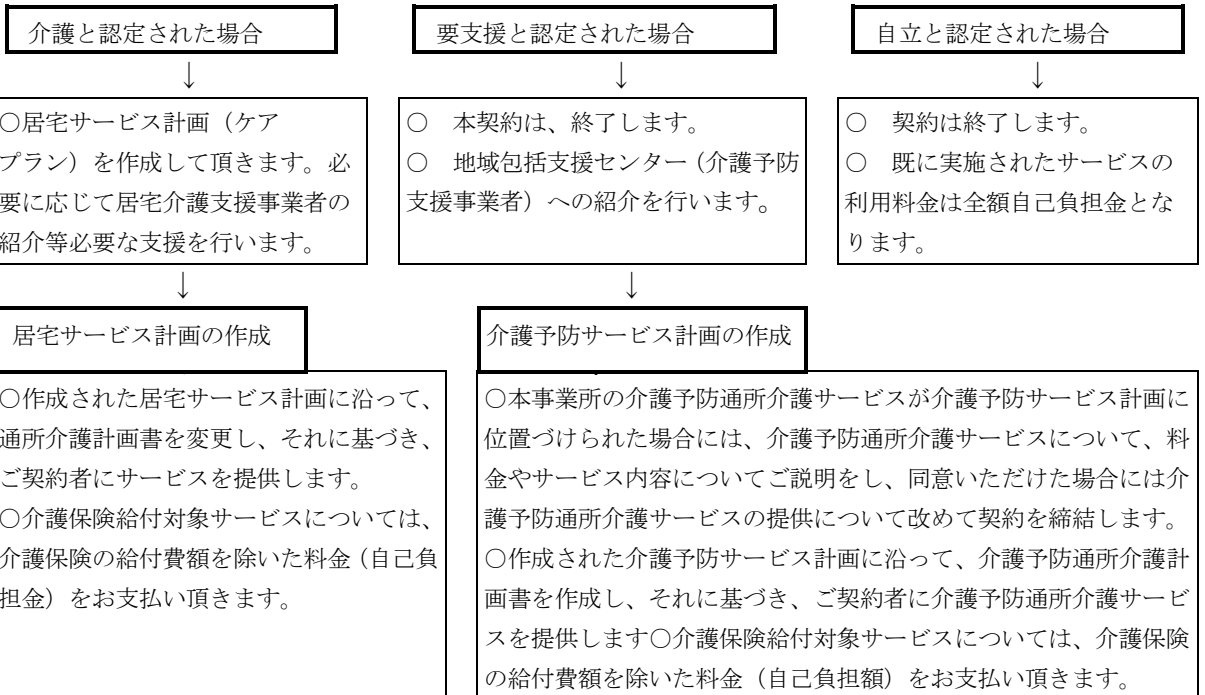 介護と認定された場合
要支援と認定された場合
自立と認定された場合
↓
↓
↓
○居宅サービス計画（ケア
プラン）を作成して頂きます。必
要に応じて居宅介護支援事業者の
紹介等必要な支援を行います。
○　本契約は、終了します。
○　地域包括支援センター（介護予防
支援事業者）への紹介を行います。
○　契約は終了します。
○　既に実施されたサービスの
利用料金は全額自己負担金とな
ります。
↓
↓
居宅サービス計画の作成
介護予防サービス計画の作成
○作成された居宅サービス計画に沿って、
通所介護計画書を変更し、それに基づき、
ご契約者にサービスを提供します。
○介護保険給付対象サービスについては、
介護保険の給付費額を除いた料金（自己負
担金）をお支払い頂きます。
○本事業所の介護予防通所介護サービスが介護予防サービス計画に
位置づけられた場合には、介護予防通所介護サービスについて、料
金やサービス内容についてご説明をし、同意いただけた場合には介
護予防通所介護サービスの提供について改めて契約を締結します。
○作成された介護予防サービス計画に沿って、介護予防通所介護計
画書を作成し、それに基づき、ご契約者に介護予防通所介護サービ
スを提供します○介護保険給付対象サービスについては、介護保険
の給付費額を除いた料金（自己負担額）をお支払い頂きます。